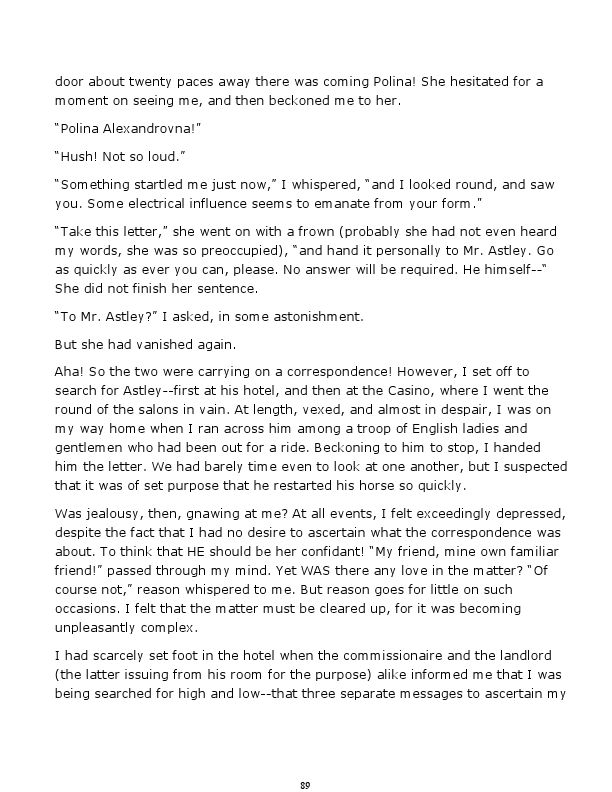 door about twenty paces away there was coming Polina! She hesitated for a
moment on seeing me, and then beckoned me to her.
“Polina Alexandrovna!”
“Hush! Not so loud.”
“Something startled me just now,” I whispered, “and I looked round, and saw
you. Some electrical influence seems to emanate from your form.”
“Take this letter,” she went on with a frown (probably she had not even heard
my words, she was so preoccupied), “and hand it personally to Mr. Astley. Go
as quickly as ever you can, please. No answer will be required. He himself--“
She did not finish her sentence.
“To Mr. Astley?” I asked, in some astonishment.
But she had vanished again.
Aha! So the two were carrying on a correspondence! However, I set off to
search for Astley--first at his hotel, and then at the Casino, where I went the
round of the salons in vain. At length, vexed, and almost in despair, I was on
my way home when I ran across him among a troop of English ladies and
gentlemen who had been out for a ride. Beckoning to him to stop, I handed
him the letter. We had barely time even to look at one another, but I suspected
that it was of set purpose that he restarted his horse so quickly.
Was jealousy, then, gnawing at me? At all events, I felt exceedingly depressed,
despite the fact that I had no desire to ascertain what the correspondence was
about. To think that HE should be her confidant! “My friend, mine own familiar
friend!” passed through my mind. Yet WAS there any love in the matter? “Of
course not,” reason whispered to me. But reason goes for little on such
occasions. I felt that the matter must be cleared up, for it was becoming
unpleasantly complex.
I had scarcely set foot in the hotel when the commissionaire and the landlord
(the latter issuing from his room for the purpose) alike informed me that I was
being searched for high and low--that three separate messages to ascertain my
89